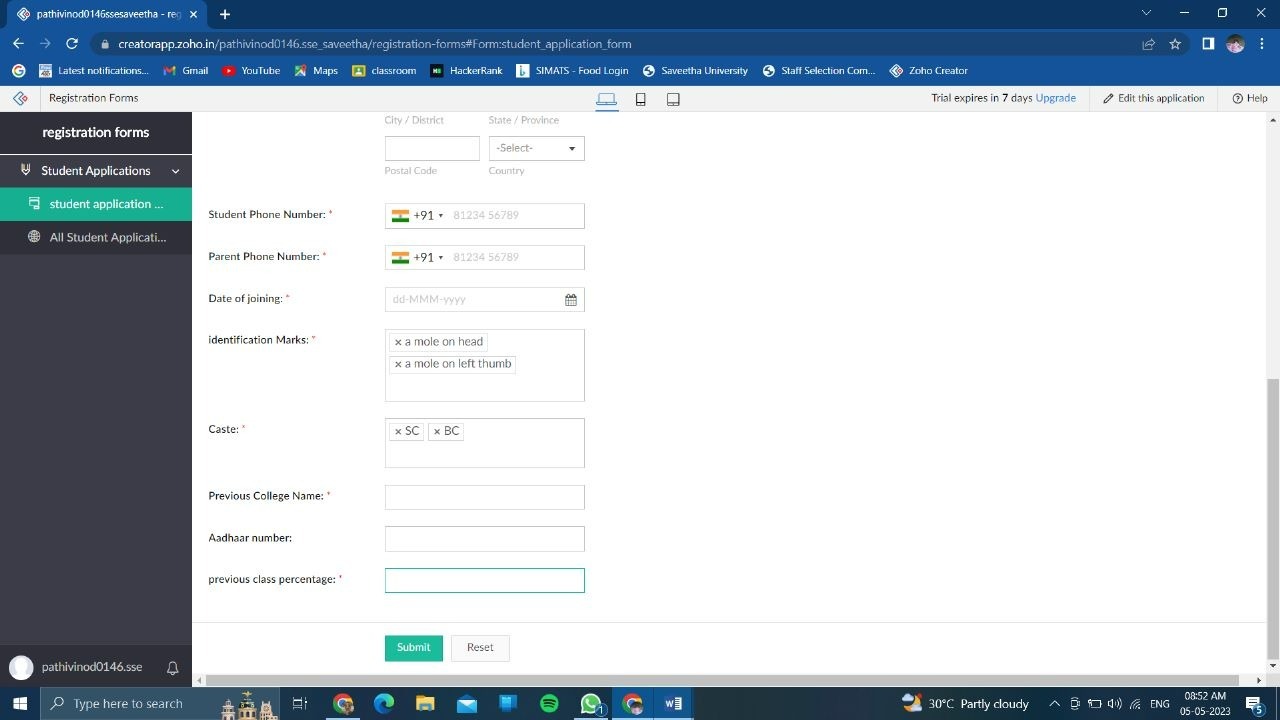 pathivinod0146ssesaveetha - reg
creatorapp.zoho.in/pathivinod0146.sse_saveetha/registration-forms#Form:student_application_form
Latest notifications... Gmail YouTube Maps classroom HackerRank SIMATS - Food Login Saveetha University Staff Selection Com... Zoho Creator
Registration Forms Trial expires in 7 days Upgrade Edit this application Help
registration forms
Student Applications
student application ...
All Student Applicati...
City / District State / Province
-Select-
Postal Code Country
Student Phone Number: * +91 81234 56789
Parent Phone Number: * +91 81234 56789
Date of joining: * dd-MMM-yyyy
identification Marks: * × a mole on head
× a mole on left thumb
Caste: * × SC × BC
Previous College Name: *
Aadhaar number:
previous class percentage: *
Submit Reset
pathivinod0146.sse
Type here to search 30°C Partly cloudy ENG 08:52 AM
05-05-2023 5